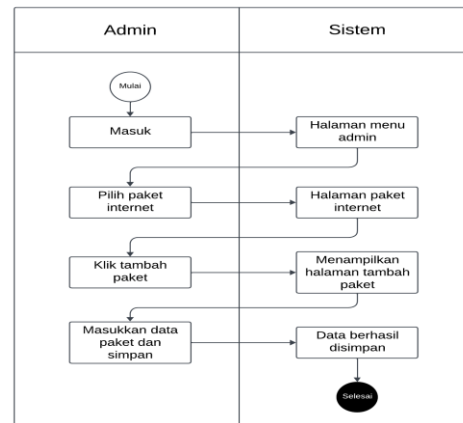 Admin
Sistem
Mulai
Masuk
Halaman menu
admin
Pilih paket
internet
Halaman paket
internet
Klik tambah
paket
Menampilkan
halaman tambah
paket
Masukkan data
paket dan
simpan
Data berhasil
disimpan
Selesai